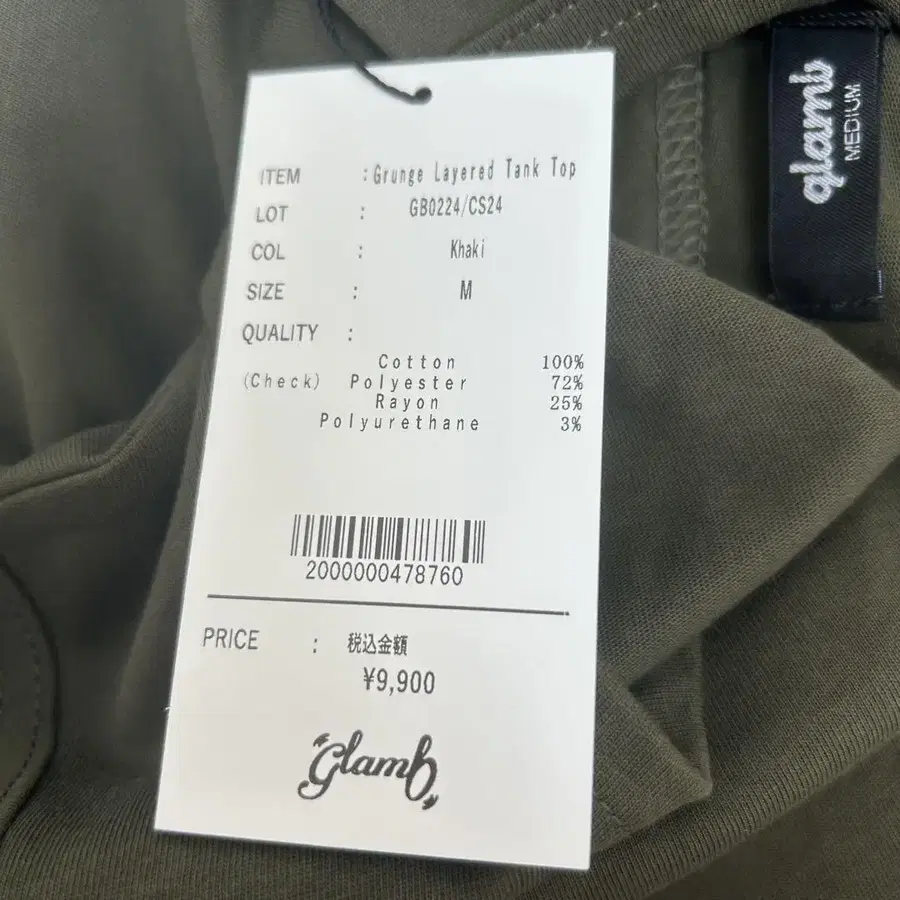 ITEM : Grunge Layered Tank Top
LOT : GB0224/CS24
COL : Khaki
SIZE : M
QUALITY :
Cotton 100%
(Check) Polyester 72%
Rayon 25%
Polyurethane 3%
2000000478760
PRICE : 税込金額
¥9,900
glamb
glamb
MEDIUM